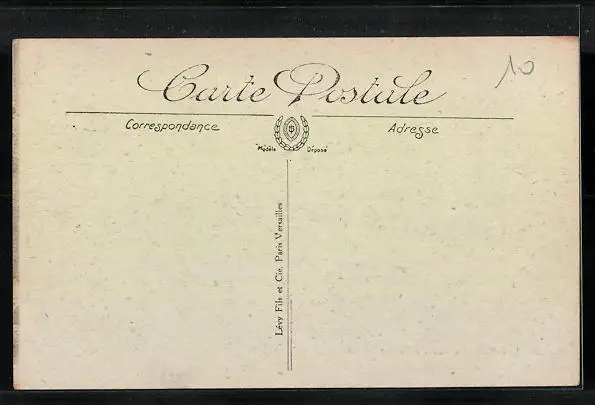 Carte Postale
10
Correspondance
Adresse
"Modèle Déposé"
Lévy Fils et Cie, Paris Versailles